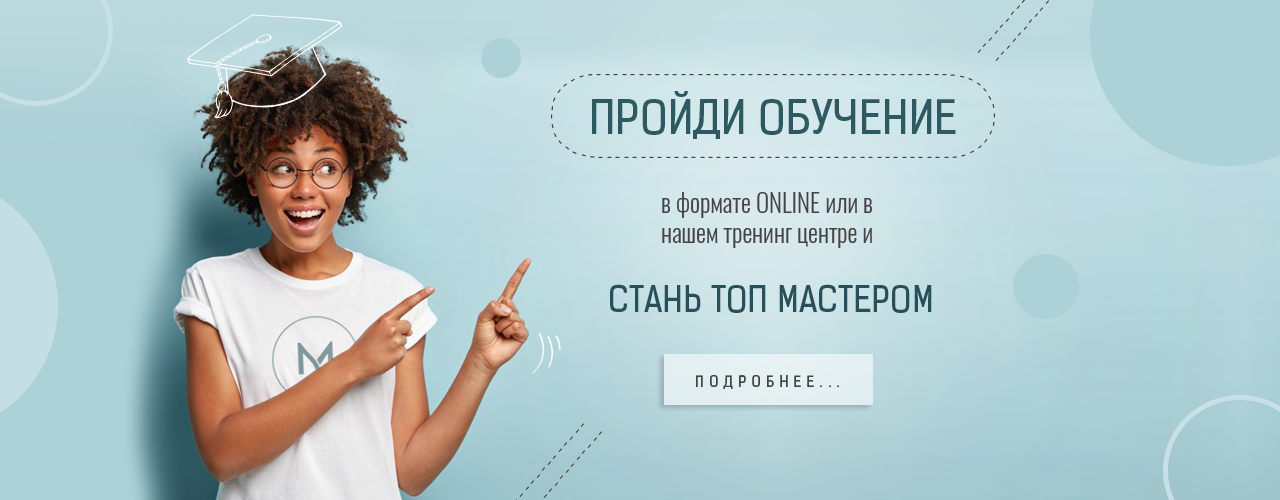 ПРОЙДИ ОБУЧЕНИЕ
в формате ONLINE или в
нашем тренинг центре и
СТАНЬ ТОП МАСТЕРОМ
ПОДРОБНЕЕ...
M